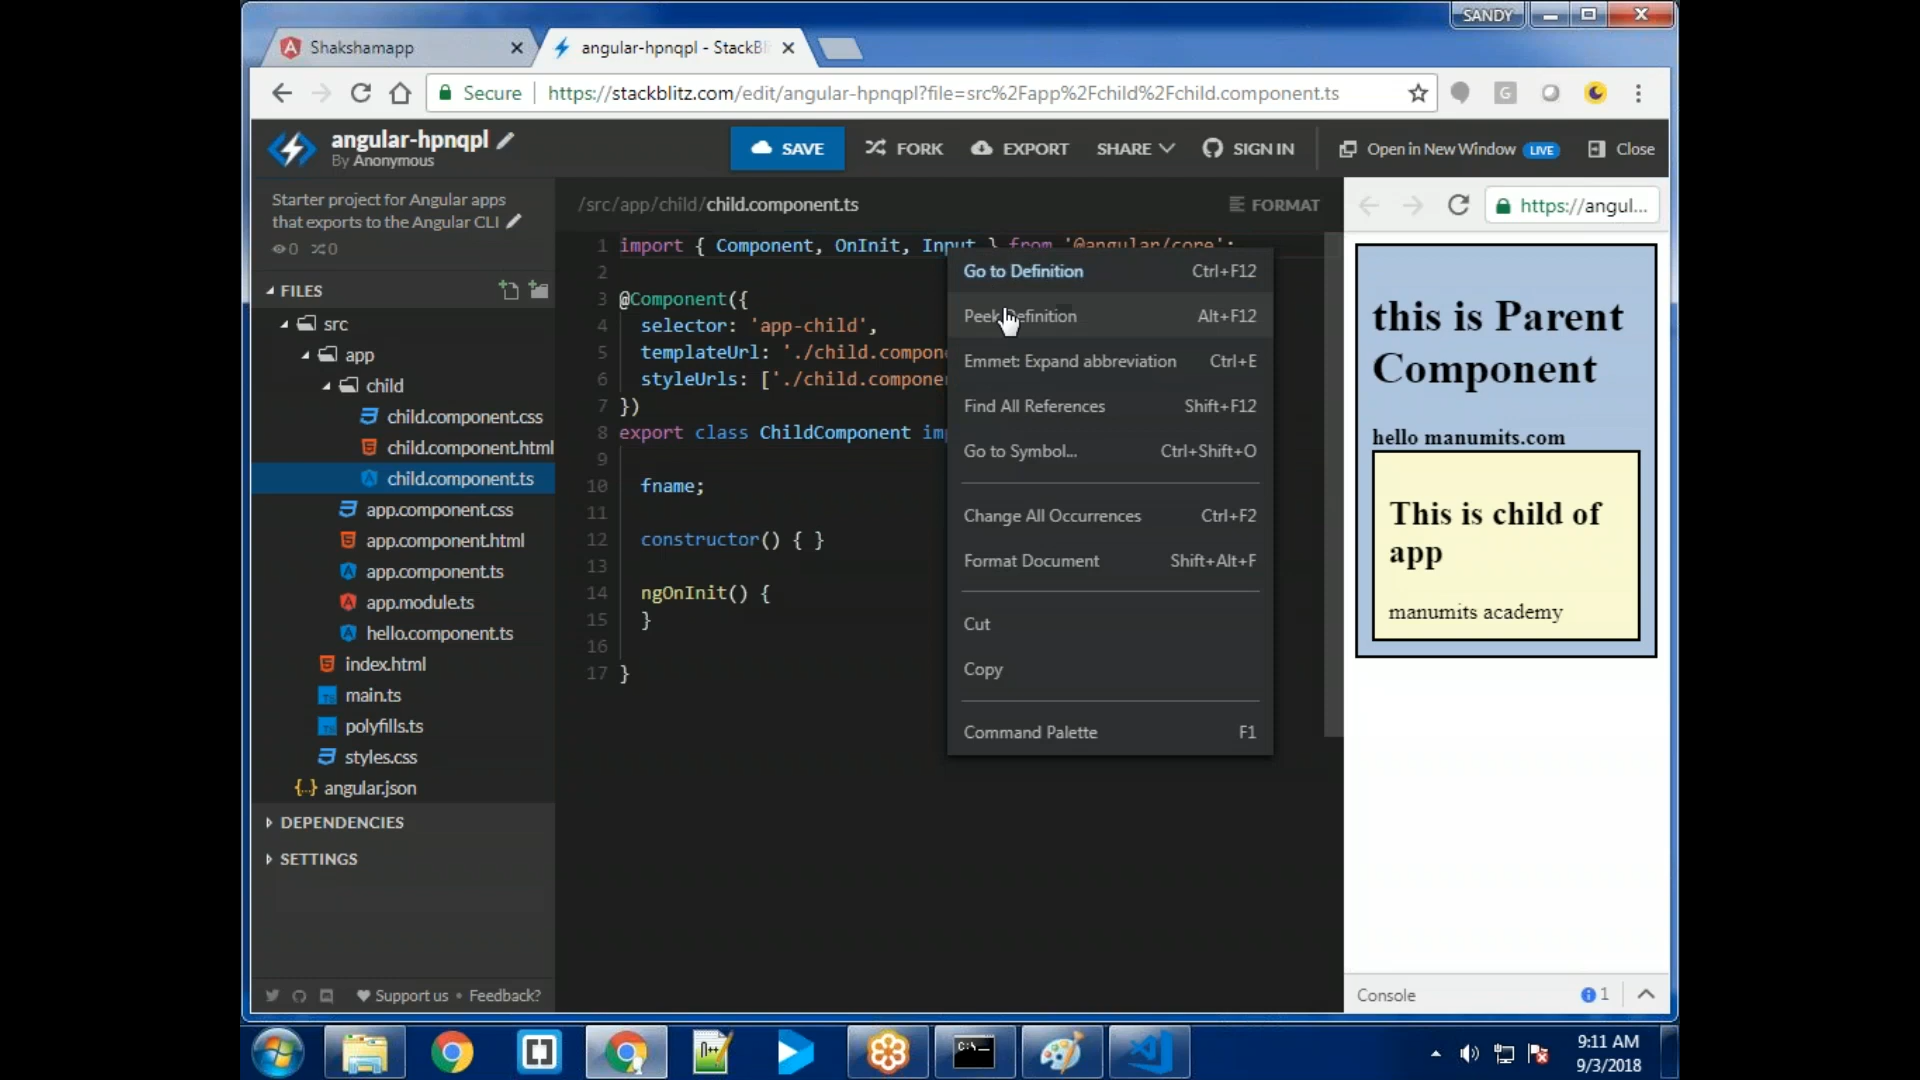 SANDY
Shakshamapp
angular-hpnqpl - StackBl
Secure
https://stackblitz.com/edit/angular-hpnqpl?file=src%2Fapp%2Fchild%2Fchild.component.ts
angular-hpnqpl
By Anonymous
SAVE
FORK
EXPORT
SHARE
SIGN IN
Open in New Window LIVE
Close
Starter project for Angular apps
that exports to the Angular CLI
0 0
FILES
src
app
child
child.component.css
child.component.html
child.component.ts
app.component.css
app.component.html
app.component.ts
app.module.ts
hello.component.ts
index.html
main.ts
polyfills.ts
styles.css
angular.json
DEPENDENCIES
SETTINGS
Support us • Feedback?
/src/app/child/child.component.ts
FORMAT
1 import { Component, OnInit, Input } from '@angular/core';
2
3 @Component({
4 selector: 'app-child',
5 templateUrl: './child.compon
6 styleUrls: ['./child.compone
7 })
8 export class ChildComponent im
9
10 fname;
11
12 constructor() { }
13
14 ngOnInit() {
15 }
16
17 }
Go to Definition Ctrl+F12
Peek Definition Alt+F12
Emmet: Expand abbreviation Ctrl+E
Find All References Shift+F12
Go to Symbol... Ctrl+Shift+O
Change All Occurrences Ctrl+F2
Format Document Shift+Alt+F
Cut
Copy
Command Palette F1
https://angul...
this is Parent
Component
hello manumits.com
This is child of
app
manumits academy
Console
1
9:11 AM
9/3/2018